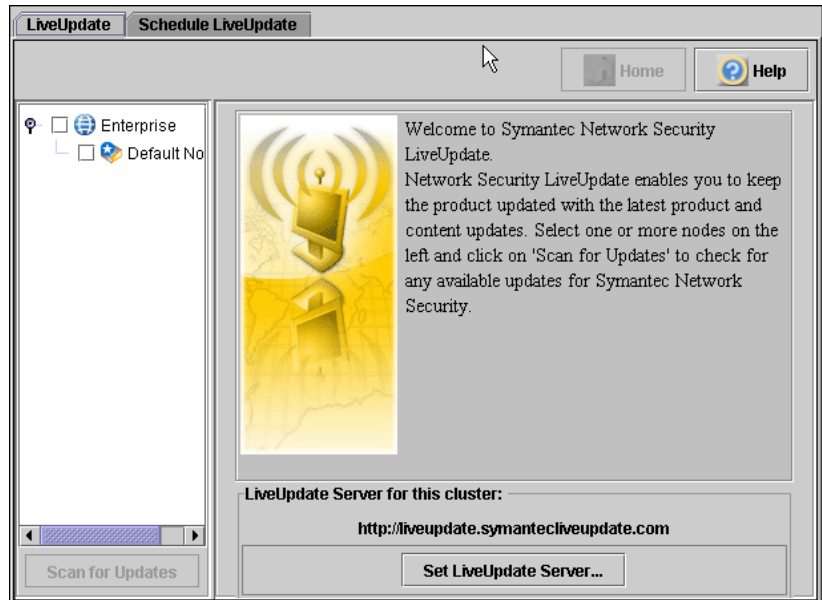 LiveUpdate
Schedule LiveUpdate
Home
Help
Enterprise
Default No
Welcome to Symantec Network Security
LiveUpdate.
Network Security LiveUpdate enables you to keep
the product updated with the latest product and
content updates. Select one or more nodes on the
left and click on 'Scan for Updates' to check for
any available updates for Symantec Network
Security.
LiveUpdate Server for this cluster:
http://liveupdate.symantecliveupdate.com
Scan for Updates
Set LiveUpdate Server...